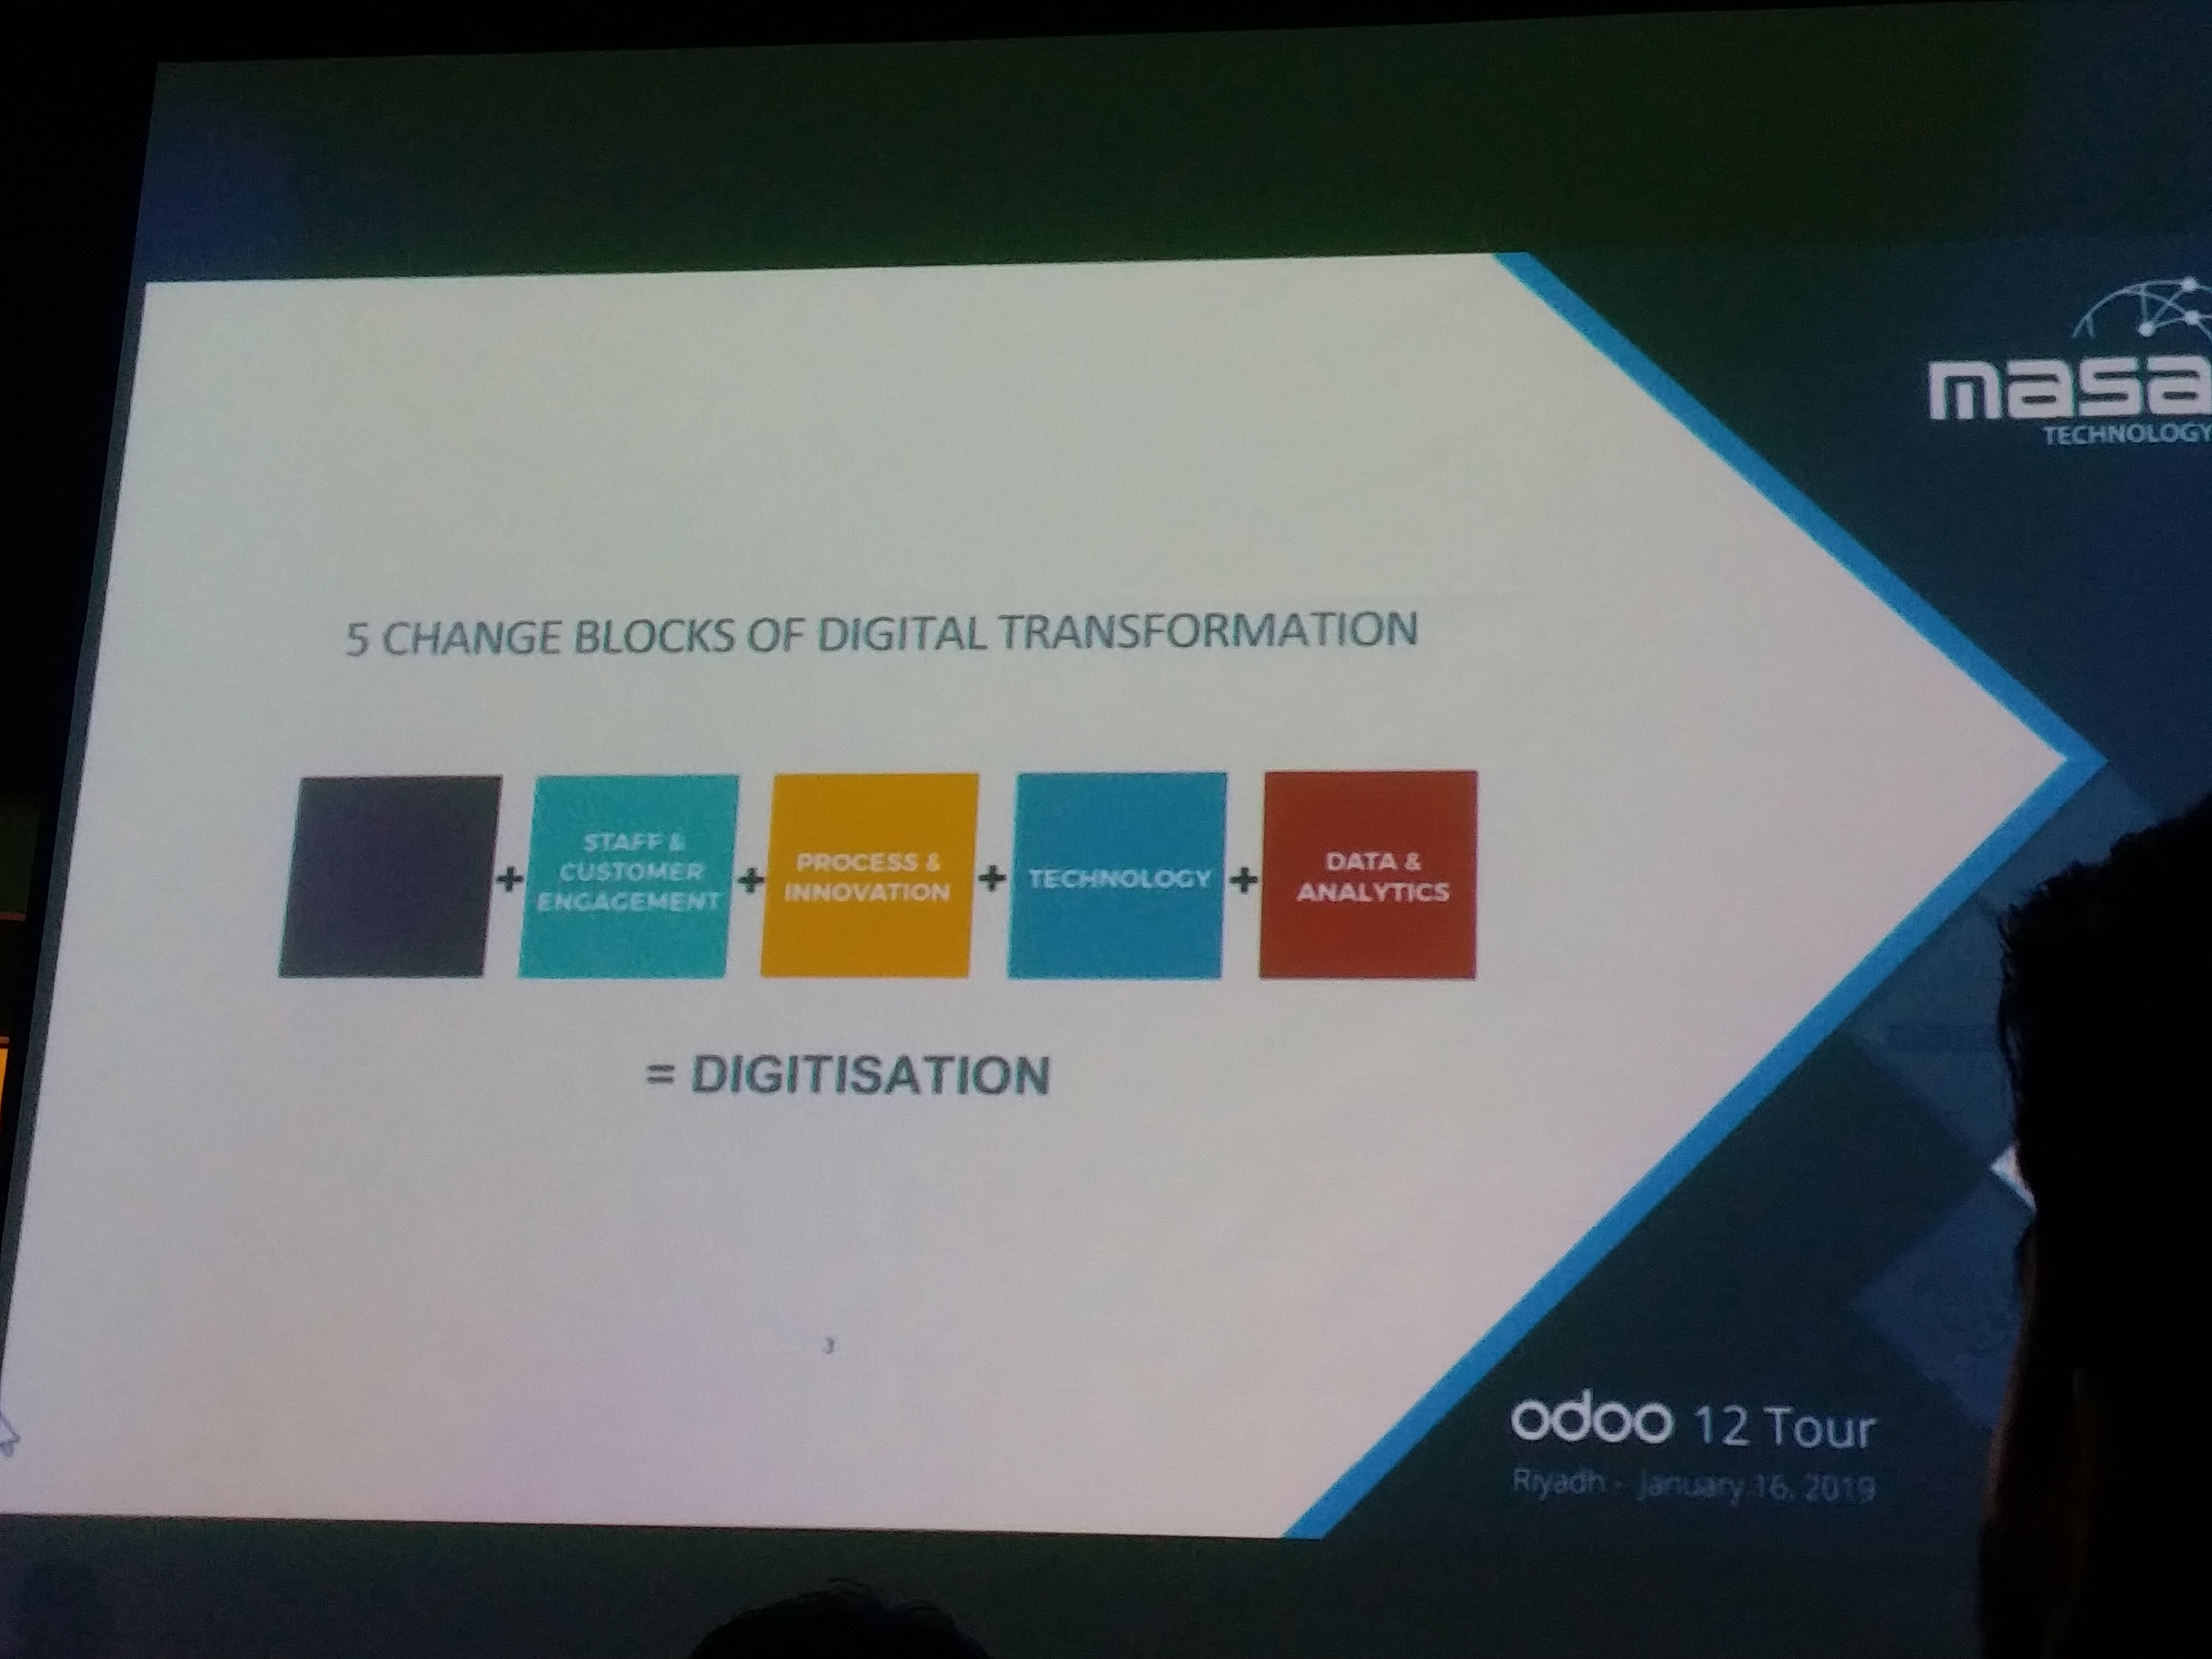 masa
TECHNOLOGY
5 CHANGE BLOCKS OF DIGITAL TRANSFORMATION
+
STAFF &
CUSTOMER
ENGAGEMENT
+
PROCESS &
INNOVATION
+
TECHNOLOGY
+
DATA &
ANALYTICS
= DIGITISATION
3
odoo 12 Tour
Riyadh - January 16, 2019